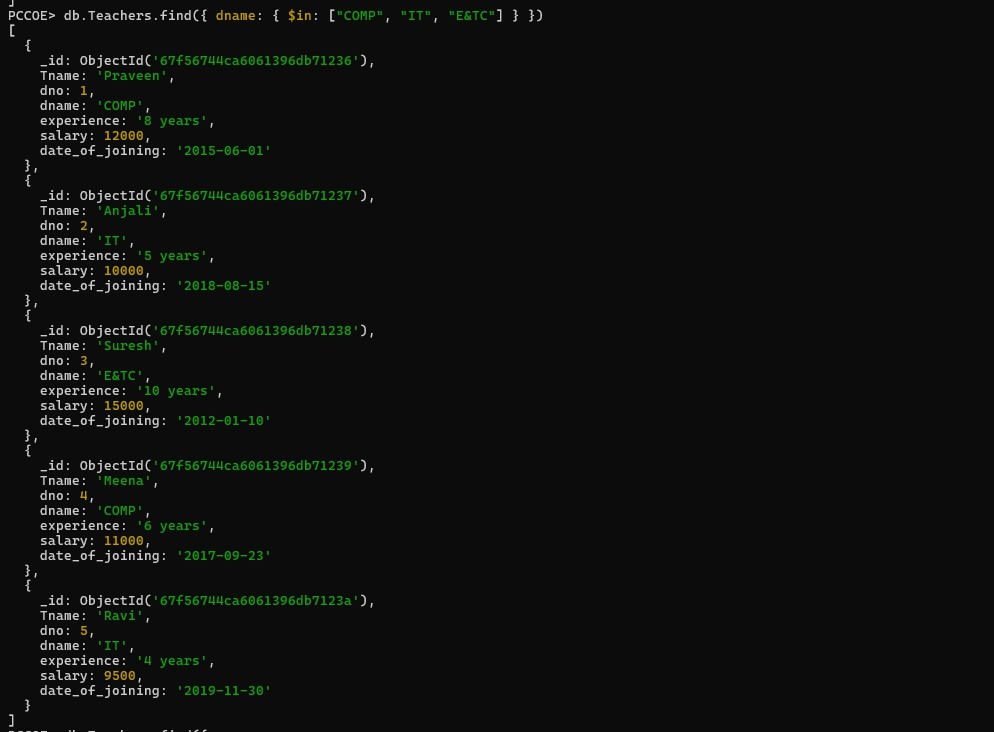 ]
PCCOE> db.Teachers.find({ dname: { $in: ["COMP", "IT", "E&TC"] } })
[
  {
    _id: ObjectId('67f56744ca6061396db71236'),
    Tname: 'Praveen',
    dno: 1,
    dname: 'COMP',
    experience: '8 years',
    salary: 12000,
    date_of_joining: '2015-06-01'
  },
  {
    _id: ObjectId('67f56744ca6061396db71237'),
    Tname: 'Anjali',
    dno: 2,
    dname: 'IT',
    experience: '5 years',
    salary: 10000,
    date_of_joining: '2018-08-15'
  },
  {
    _id: ObjectId('67f56744ca6061396db71238'),
    Tname: 'Suresh',
    dno: 3,
    dname: 'E&TC',
    experience: '10 years',
    salary: 15000,
    date_of_joining: '2012-01-10'
  },
  {
    _id: ObjectId('67f56744ca6061396db71239'),
    Tname: 'Meena',
    dno: 4,
    dname: 'COMP',
    experience: '6 years',
    salary: 11000,
    date_of_joining: '2017-09-23'
  },
  {
    _id: ObjectId('67f56744ca6061396db7123a'),
    Tname: 'Ravi',
    dno: 5,
    dname: 'IT',
    experience: '4 years',
    salary: 9500,
    date_of_joining: '2019-11-30'
  }
]